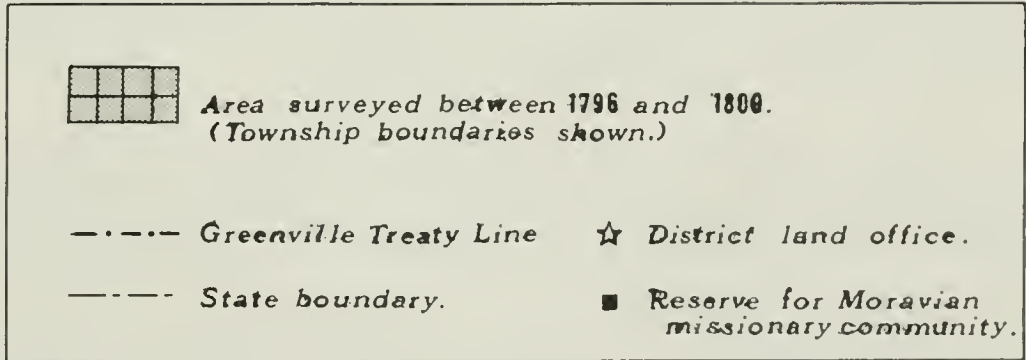 Area surveyed between 1796 and 1800.
(Township boundaries shown.)
Greenville Treaty Line
District land office.
State boundary.
Reserve for Moravian
missionary community.